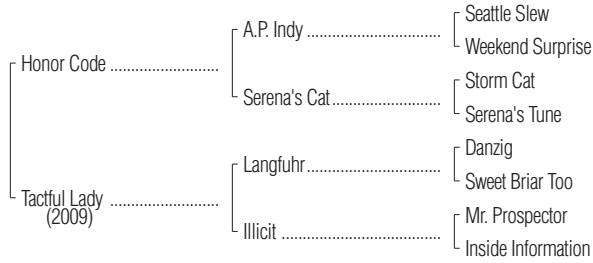 Seattle Slew
A.P. Indy ..............................
Weekend Surprise
Honor Code ........................
Storm Cat
Serena's Cat........................
Serena's Tune
Danzig
Langfuhr..............................
Sweet Briar Too
Tactful Lady ........................
(2009)
Mr. Prospector
Illicit ...................................
Inside Information